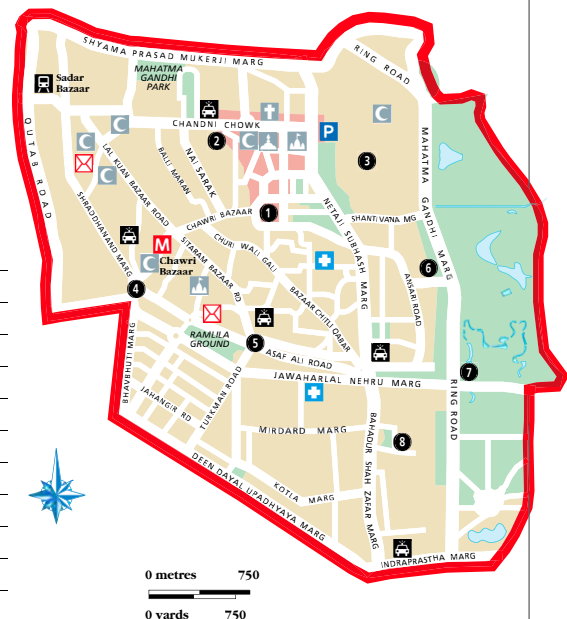 SHYAMA PRASAD MUKERJI MARG
RING ROAD
MAHATMA
GANDHI
PARK
Sadar
Bazaar
P
CHANDNI CHOWK
2
3
QUTAB ROAD
LAL KUAN BAZAAR ROAD
BALLI MARAN
NAI SARAK
MAHATMA GANDHI MARG
SHRADDHANAND MARG
CHAWRI BAZAAR
1
NETAJI SUBHASH MARG
SHANTIVANA MG
M
Chawri
Bazaar
SITARAM BAZAAR RD
CHURI WALI GALI
6
4
BAZAAR CHITLI QABAR
ANSARI ROAD
RAMLILA
GROUND
5
ASAF ALI ROAD
BHAVBHUTI MARG
JAWAHARLAL NEHRU MARG
7
JAHANGIR RD
TURKMAN ROAD
RING ROAD
MIRDARD MARG
BAHADUR SHAH ZAFAR MARG
8
DEEN DAYAL UPADHYAYA MARG
KOTLA MARG
INDRAPRASTHA MARG
0 metres 750
0 yards 750